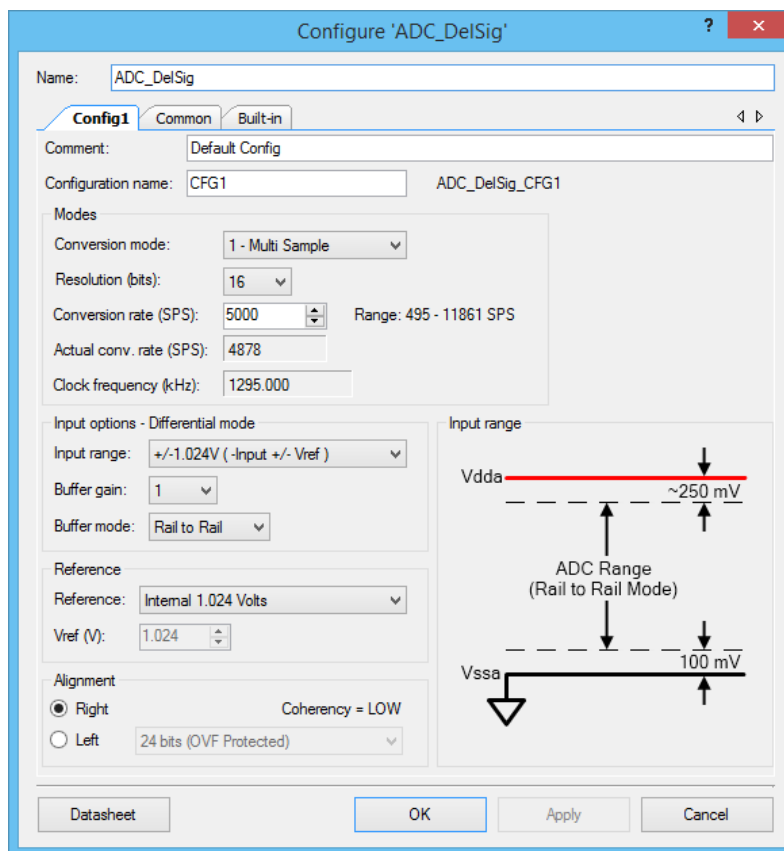 Configure 'ADC_DelSig'
?
Name: ADC_DelSig
Config1 Common Built-in
Comment: Default Config
Configuration name: CFG1 ADC_DelSig_CFG1
Modes
Conversion mode: 1 - Multi Sample
Resolution (bits): 16
Conversion rate (SPS): 5000 Range: 495 - 11861 SPS
Actual conv. rate (SPS): 4878
Clock frequency (kHz): 1295.000
Input options - Differential mode
Input range: +/-1.024V ( -Input +/- Vref )
Buffer gain: 1
Buffer mode: Rail to Rail
Reference
Reference: Internal 1.024 Volts
Vref (V): 1.024
Alignment
Right Coherency = LOW
Left 24 bits (OVF Protected)
Input range
Vdda
~250 mV
ADC Range
(Rail to Rail Mode)
100 mV
Vssa
Datasheet OK Apply Cancel